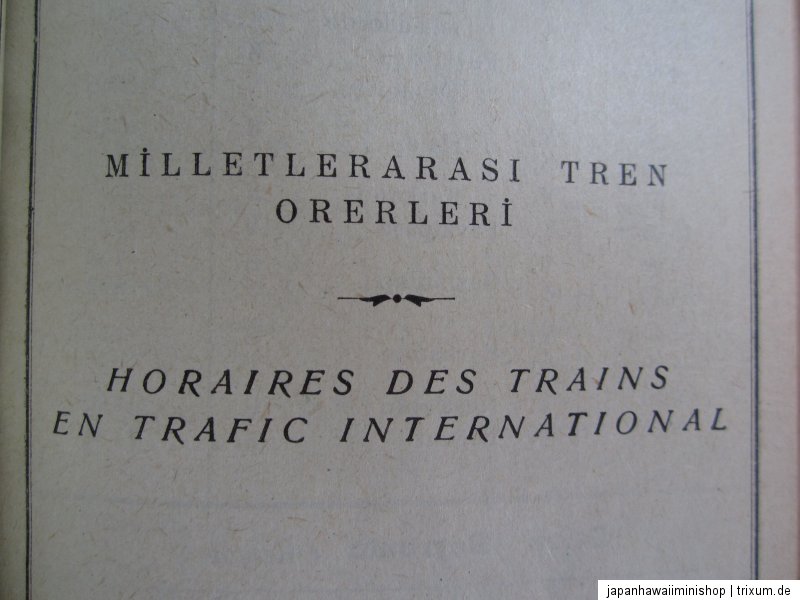 MİLLETLERARASI TREN
ORERLERİ
HORAIRES DES TRAINS
EN TRAFIC INTERNATIONAL
japanhawaiiminishop | trixum.de